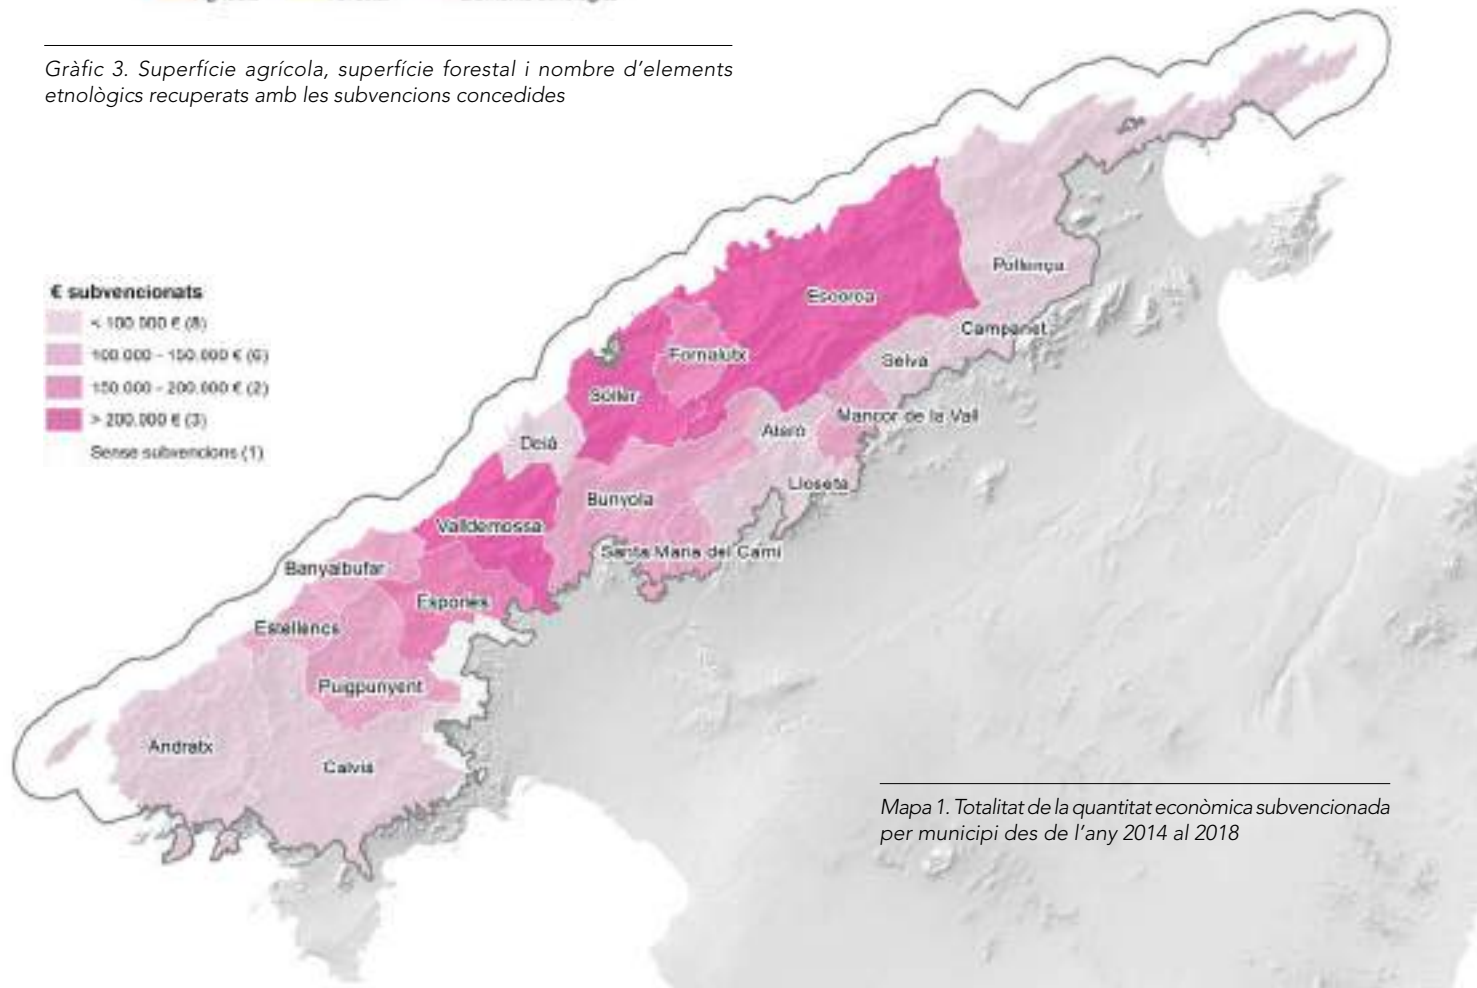 Gràfic 3. Superfície agrícola, superfície forestal i nombre d'elements
etnològics recuperats amb les subvencions concedides
€ subvencionats
< 100.000 € (8)
100.000 - 150.000 € (6)
150.000 - 200.000 € (2)
> 200.000 € (3)
Sense subvencions (1)
Pollença
Escorca
Campanet
Fornalutx
Selva
Sóller
Mancor de la Vall
Alaró
Deià
Lloseta
Bunyola
Valldemossa
Santa Maria del Camí
Banyalbufar
Esporles
Estellencs
Puigpunyent
Andratx
Calvià
Mapa 1. Totalitat de la quantitat econòmica subvencionada
per municipi des de l'any 2014 al 2018